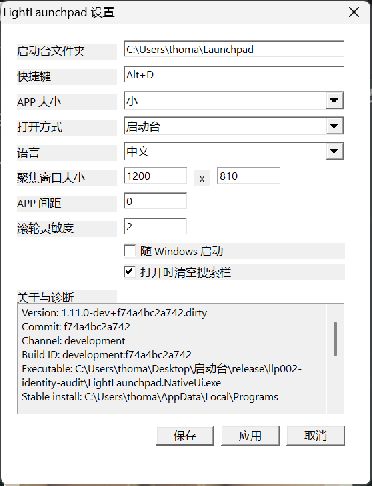 LightLaunchpad 设置
启动台文件夹 C:\Users\thoma\Launchpad
快捷键 Alt+D
APP 大小 小
打开方式 启动台
语言 中文
聚焦窗口大小 1200 x 810
APP 间距 0
滚轮灵敏度 2
随 Windows 启动
打开时清空搜索栏
关于与诊断
Version: 1.11.0-dev+f74a4bc2a742.dirty
Commit: f74a4bc2a742
Channel: development
Build ID: development:f74a4bc2a742
Executable: C:\Users\thoma\Desktop\启动台\release\llp002-
identity-audit\LightLaunchpad.NativeUi.exe
Stable install: C:\Users\thoma\AppData\Local\Programs
保存 应用 取消